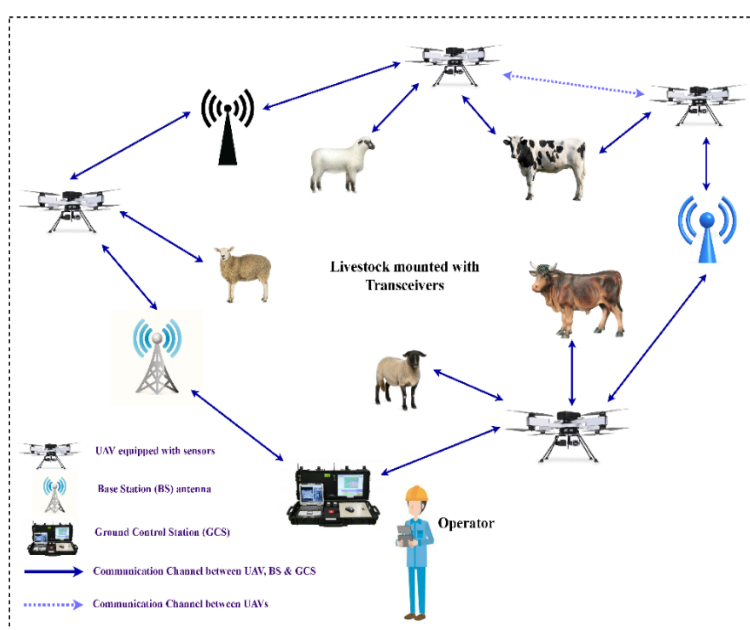 Livestock mounted with
Transceivers
Operator
UAV equipped with sensors
Base Station (BS) antenna
Ground Control Station (GCS)
Communication Channel between UAV, BS & GCS
Communication Channel between UAVs